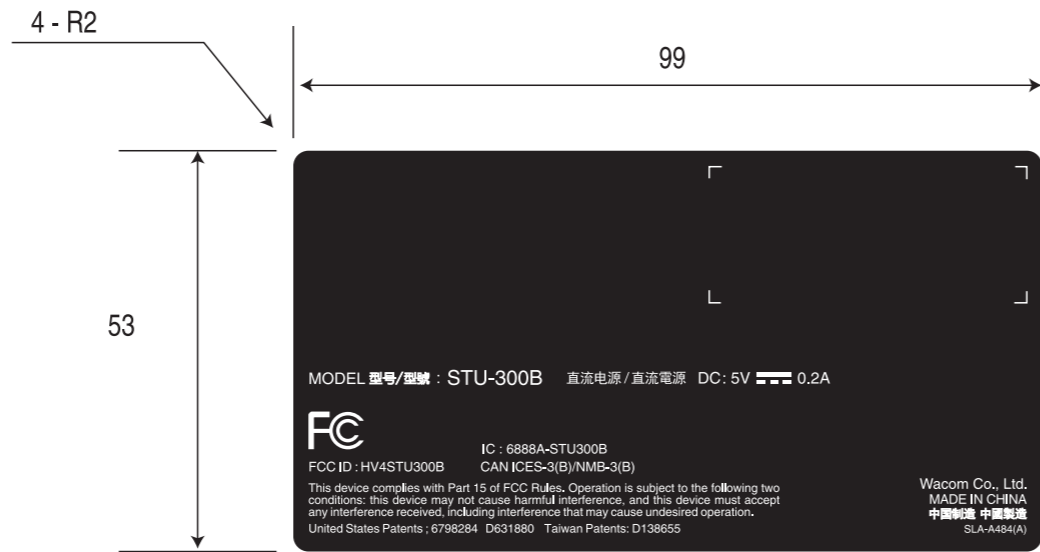 4 - R2
99
53
MODEL 型号/型號 : STU-300B 直流电源 / 直流電源 DC: 5V 0.2A
FC
IC : 6888A-STU300B
FCC ID : HV4STU300B CAN ICES-3(B)/NMB-3(B)
This device complies with Part 15 of FCC Rules. Operation is subject to the following two
conditions: this device may not cause harmful interference, and this device must accept
any interference received, including interference that may cause undesired operation.
United States Patents ; 6798284 D631880 Taiwan Patents: D138655
Wacom Co., Ltd.
MADE IN CHINA
中国制造 中國製造
SLA-A484(A)